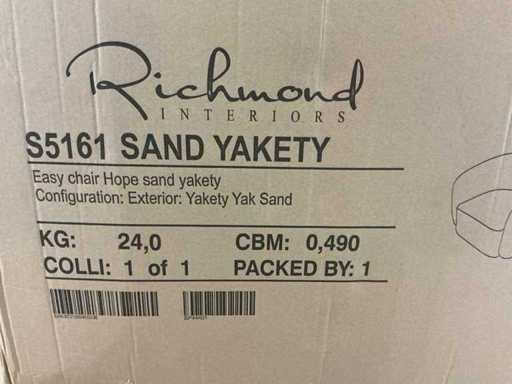 Richmond
INTERIORS
S5161 SAND YAKETY
Easy chair Hope sand yakety
Configuration: Exterior: Yakety Yak Sand
KG: 24,0 CBM: 0,490
COLLI: 1 of 1 PACKED BY: 1